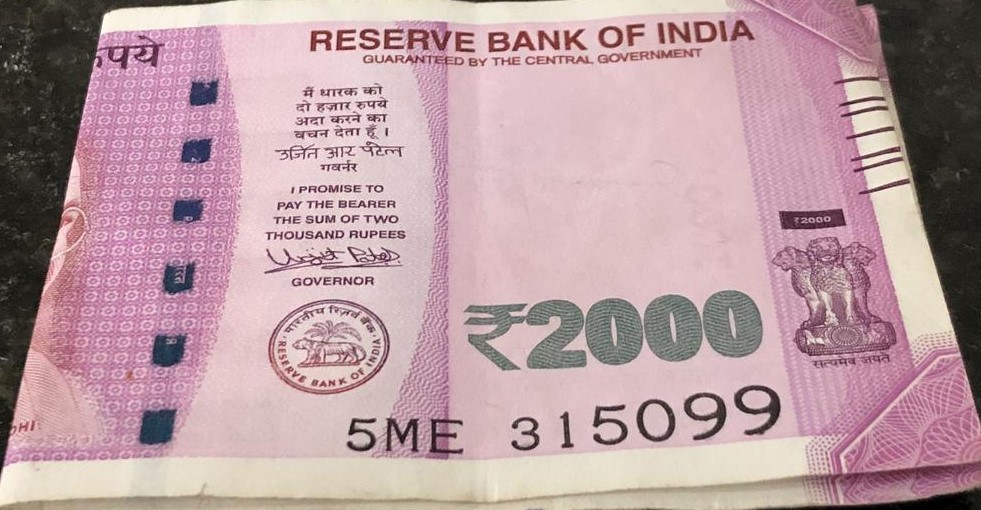 रुपये
RESERVE BANK OF INDIA
GUARANTEED BY THE CENTRAL GOVERNMENT
मैं धारक को
दो हज़ार रुपये
अदा करने का
वचन देता हूँ ।
उर्जित आर पटेल
गवर्नर
I PROMISE TO
PAY THE BEARER
THE SUM OF TWO
THOUSAND RUPEES
Urjit Patel
GOVERNOR
भारतीय रिज़र्व बैंक
RESERVE BANK OF INDIA
₹2000
₹2000
सत्यमेव जयते
5ME 315099